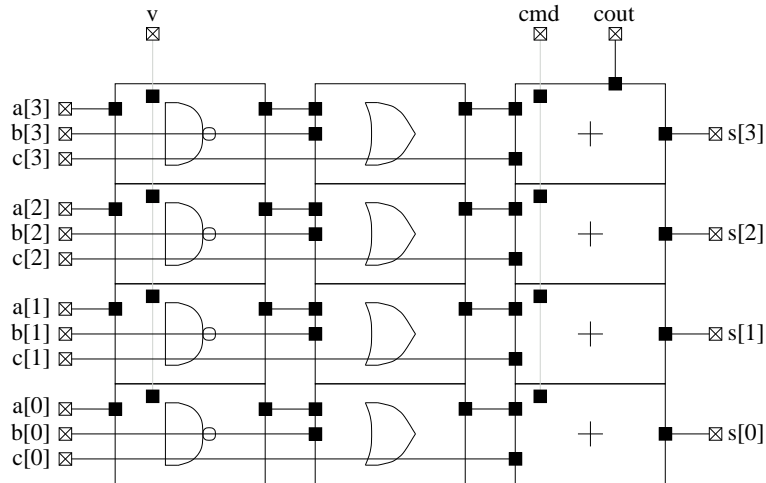 v cmd cout
a[3]
b[3] s[3]
c[3]
a[2]
b[2] s[2]
c[2]
a[1]
b[1] s[1]
c[1]
a[0]
b[0] s[0]
c[0]